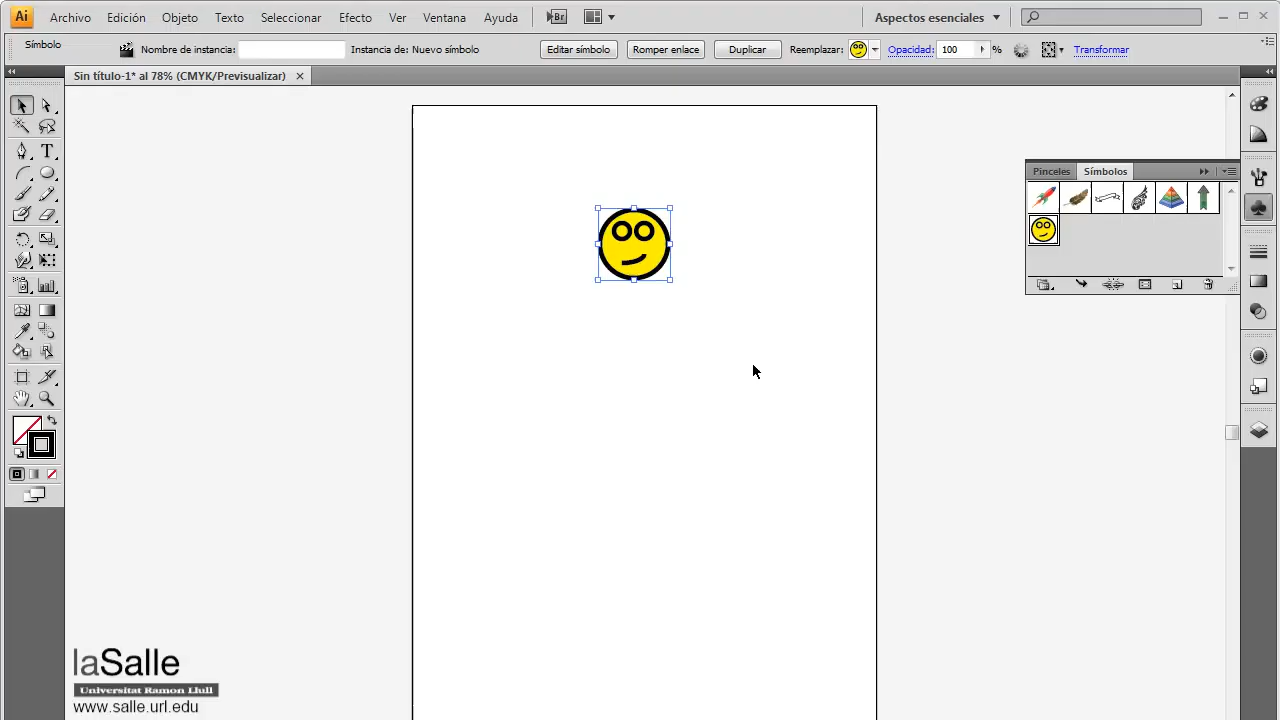 Ai Archivo Edición Objeto Texto Seleccionar Efecto Ver Ventana Ayuda Br Aspectos esenciales
Símbolo Nombre de instancia: Instancia de: Nuevo símbolo Editar símbolo Romper enlace Duplicar Reemplazar: Opacidad: 100 % Transformar
Sin título-1* al 78% (CMYK/Previsualizar)
Pinceles Símbolos
laSalle
Universitat Ramon Llull
www.salle.url.edu